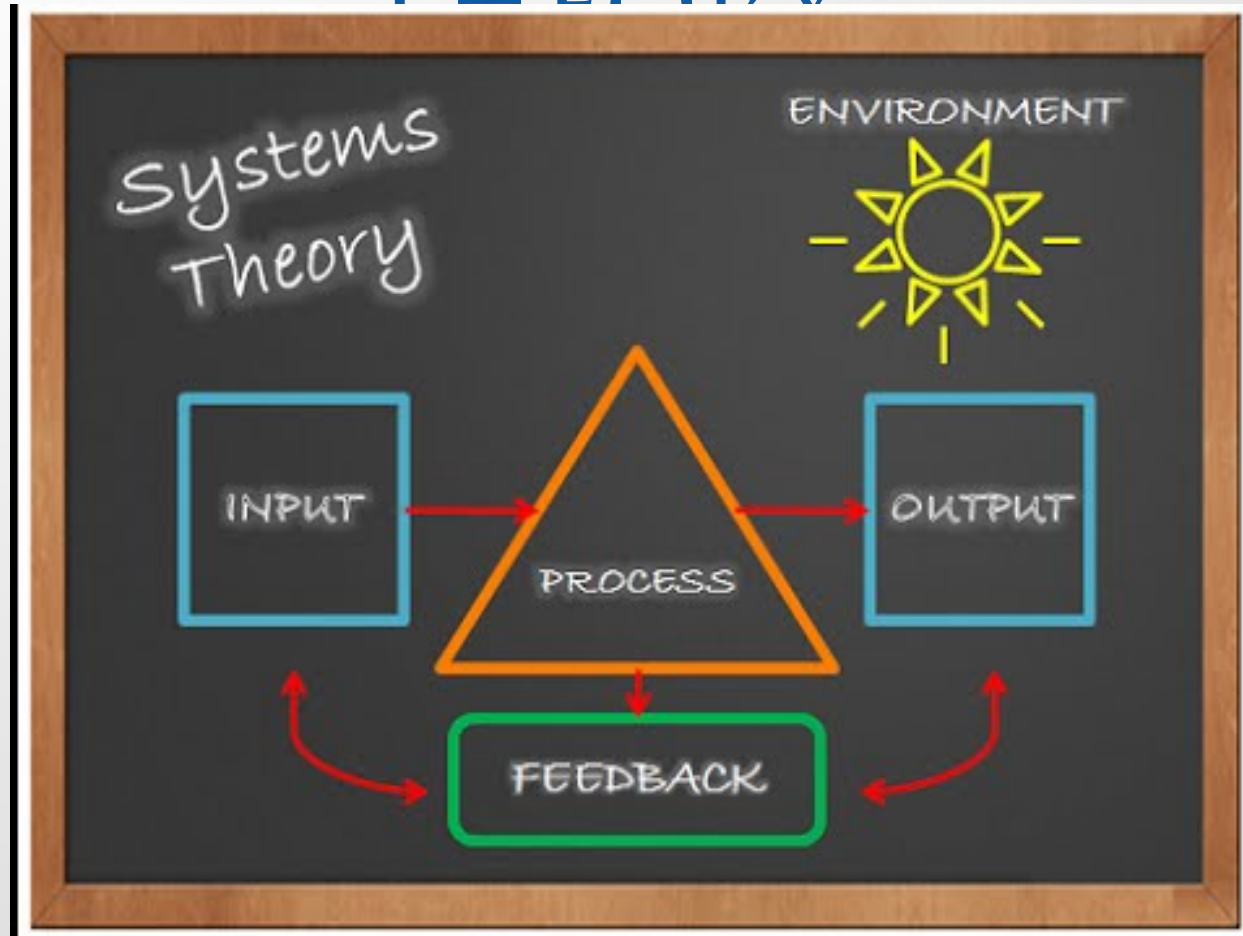 Systems
Theory
ENVIRONMENT
INPUT
OUTPUT
PROCESS
FEEDBACK